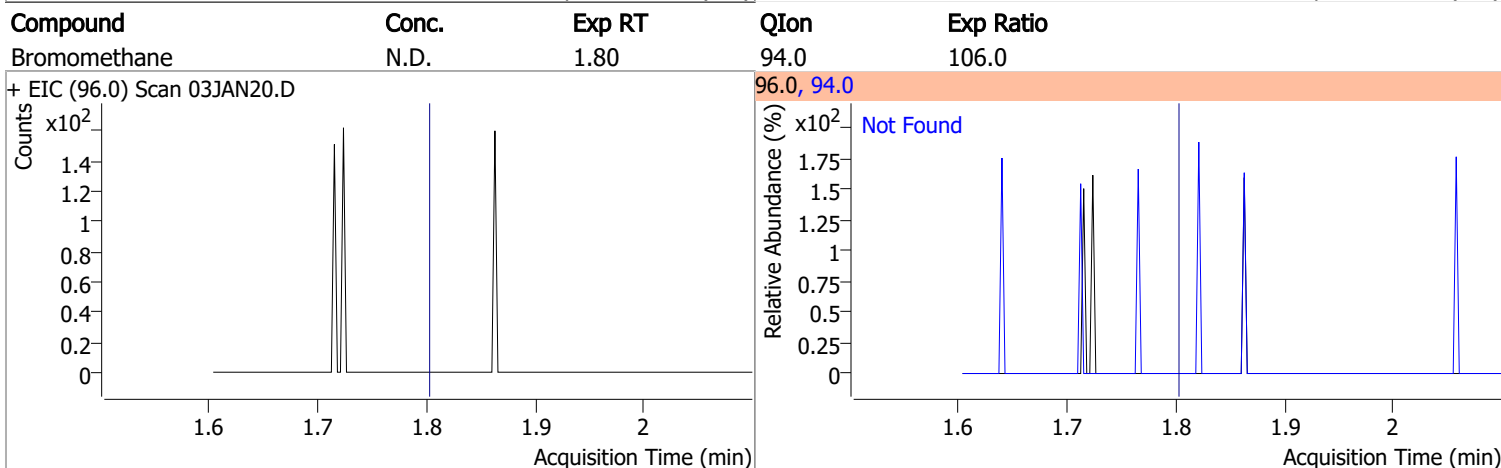 Compound Conc. Exp RT QIon Exp Ratio
Bromomethane N.D. 1.80 94.0 106.0
+ EIC (96.0) Scan 03JAN20.D
96.0, 94.0
Counts
x102
1.4
1.2
1
0.8
0.6
0.4
0.2
0
1.6 1.7 1.8 1.9 2
Acquisition Time (min)
Relative Abundance (%)
x102
Not Found
1.75
1.5
1.25
1
0.75
0.5
0.25
0
1.6 1.7 1.8 1.9 2
Acquisition Time (min)